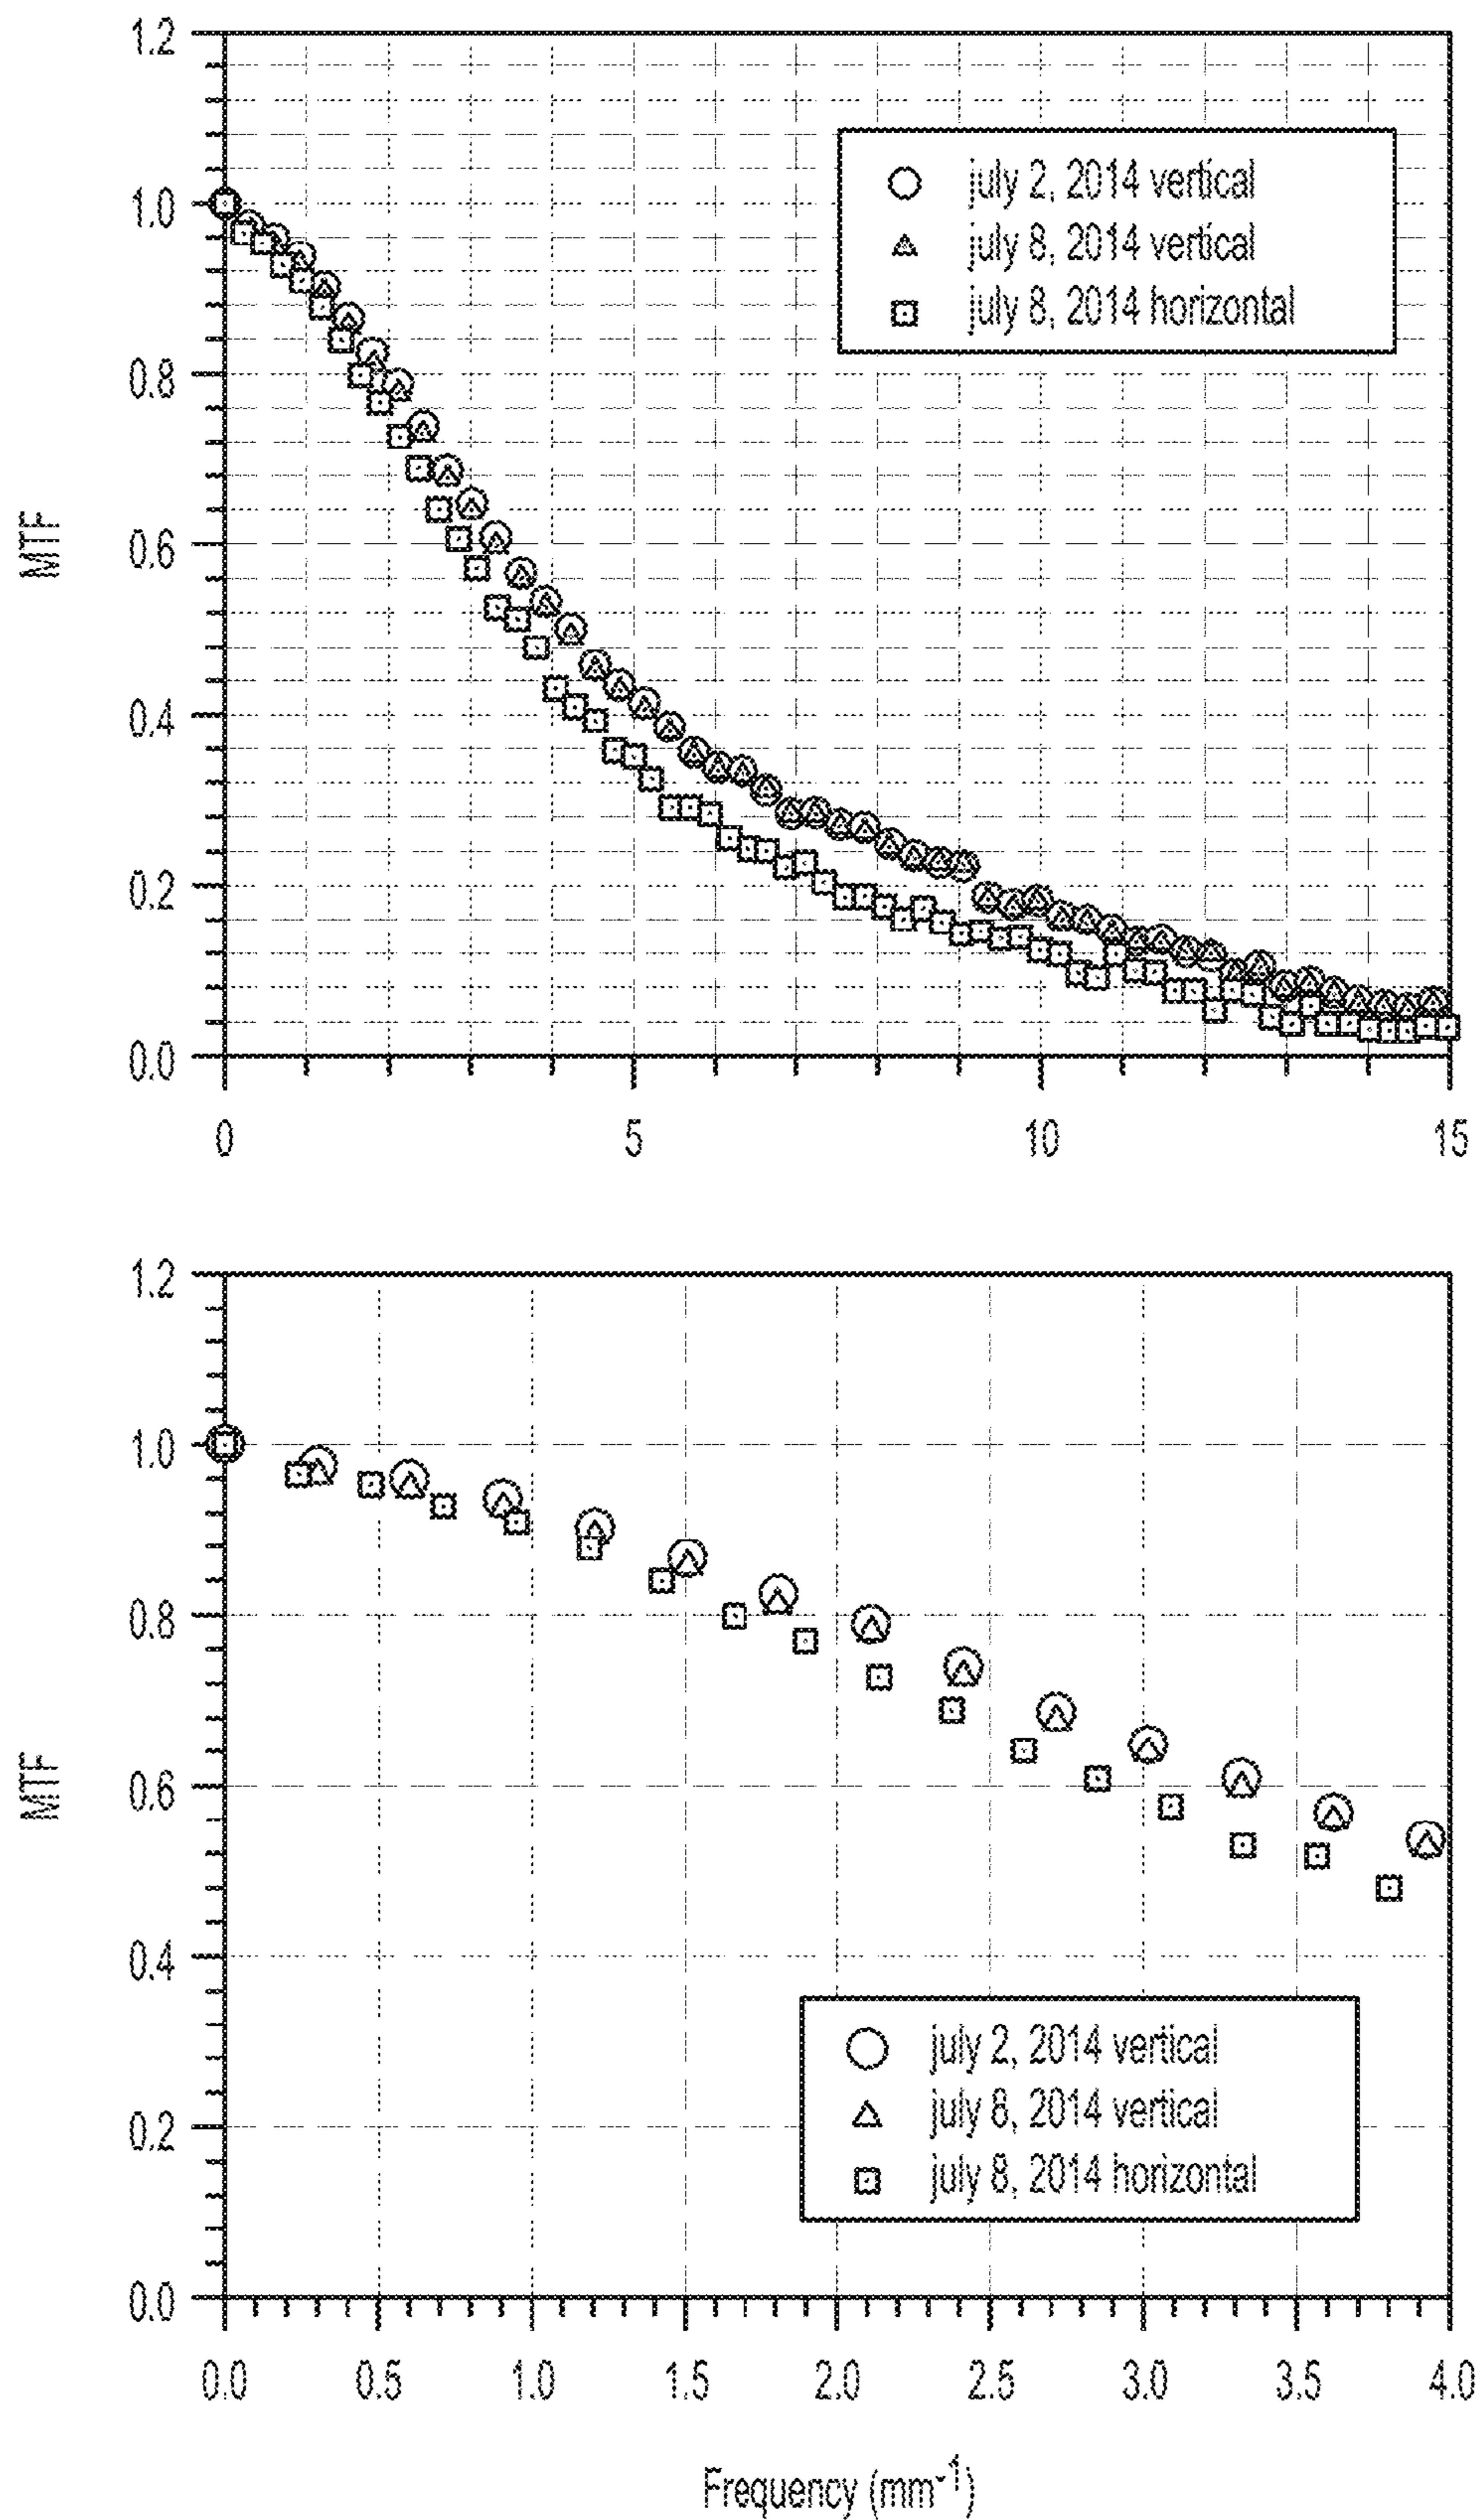 1.2
1.0
0.8
0.6
0.4
0.2
0.0
MTF
july 2, 2014 vertical
july 8, 2014 vertical
july 8, 2014 horizontal
0 5 10 15
1.2
1.0
0.8
0.6
0.4
0.2
0.0
MTF
july 2, 2014 vertical
july 8, 2014 vertical
july 8, 2014 horizontal
0.0 0.5 1.0 1.5 2.0 2.5 3.0 3.5 4.0
Frequency (mm⁻¹)